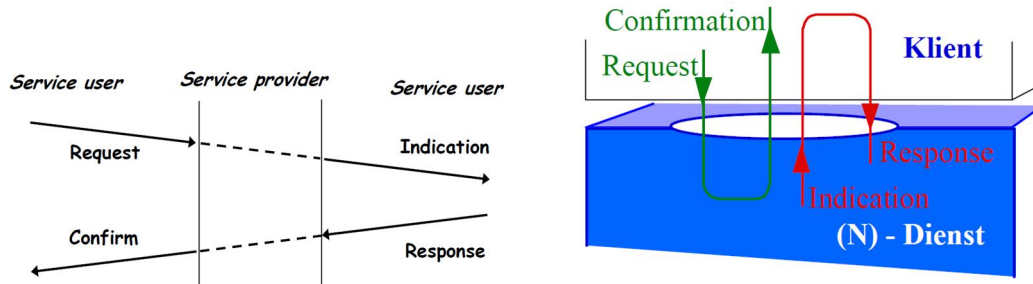 Service user
Service provider
Service user
Request
Indication
Confirm
Response
Confirmation
Request
Klient
Response
Indication
(N) - Dienst